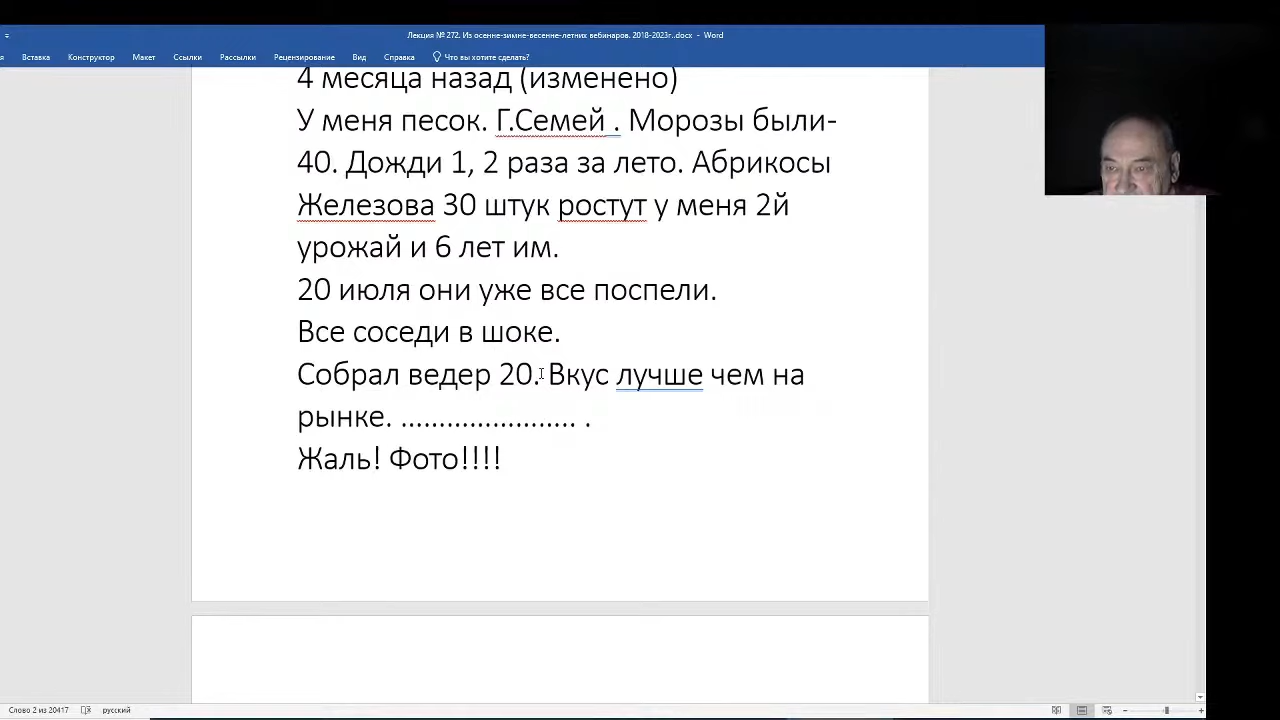 Лекция № 272. Из осенне-зимне-весенне-летних вебинаров. 2018-2023г..docx - Word
Вставка Конструктор Макет Ссылки Рассылки Рецензирование Вид Справка Что вы хотите сделать?
4 месяца назад (изменено)
У меня песок. Г.Семей . Морозы были-
40. Дожди 1, 2 раза за лето. Абрикосы
Железова 30 штук ростут у меня 2й
урожай и 6 лет им.
20 июля они уже все поспели.
Все соседи в шоке.
Собрал ведер 20. Вкус лучше чем на
рынке. ....................... .
Жаль! Фото!!!!
Слово 2 из 20417 русский